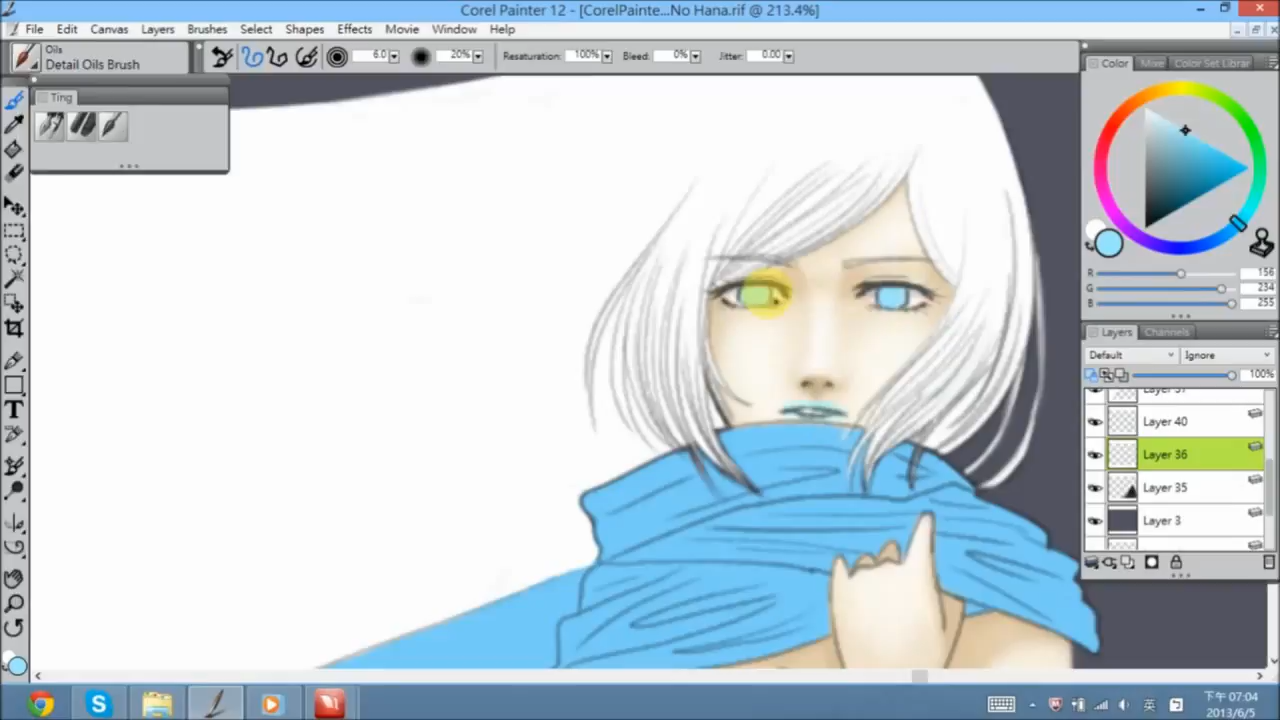 Corel Painter 12 - [CorelPainte...No Hana.rif @ 213.4%]
File Edit Canvas Layers Brushes Select Shapes Effects Movie Window Help
Oils
Detail Oils Brush
6.0 20% Resaturation: 100% Bleed: 0% Jitter: 0.00
Ting
Color Mixe Color Set Librar
R 156
G 234
B 255
Layers Channels
Default Ignore
100%
Layer 37
Layer 40
Layer 36
Layer 35
Layer 3
T
英
下午 07:04
2013/6/5